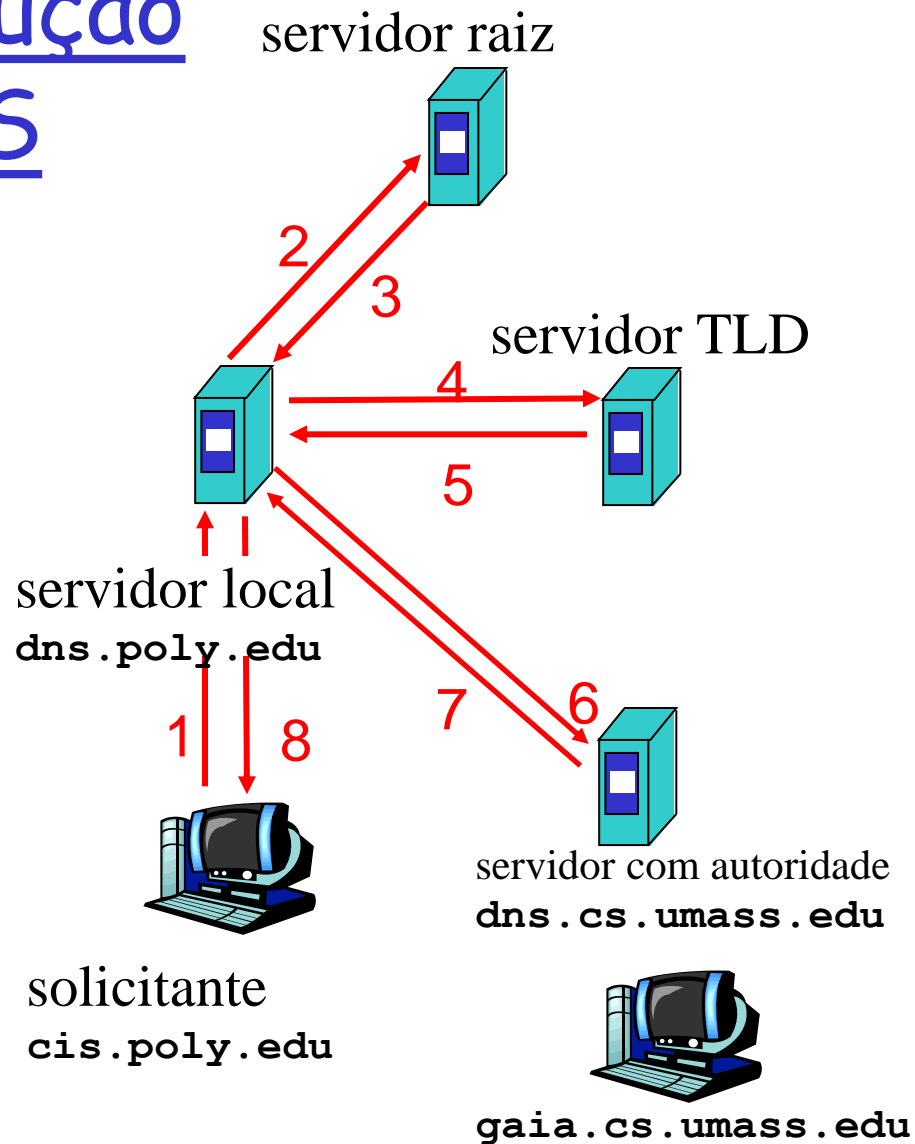 ução
S
servidor raiz
2
3
servidor TLD
4
5
servidor local
dns.poly.edu
1
8
7
6
servidor com autoridade
dns.cs.umass.edu
solicitante
cis.poly.edu
gaia.cs.umass.edu